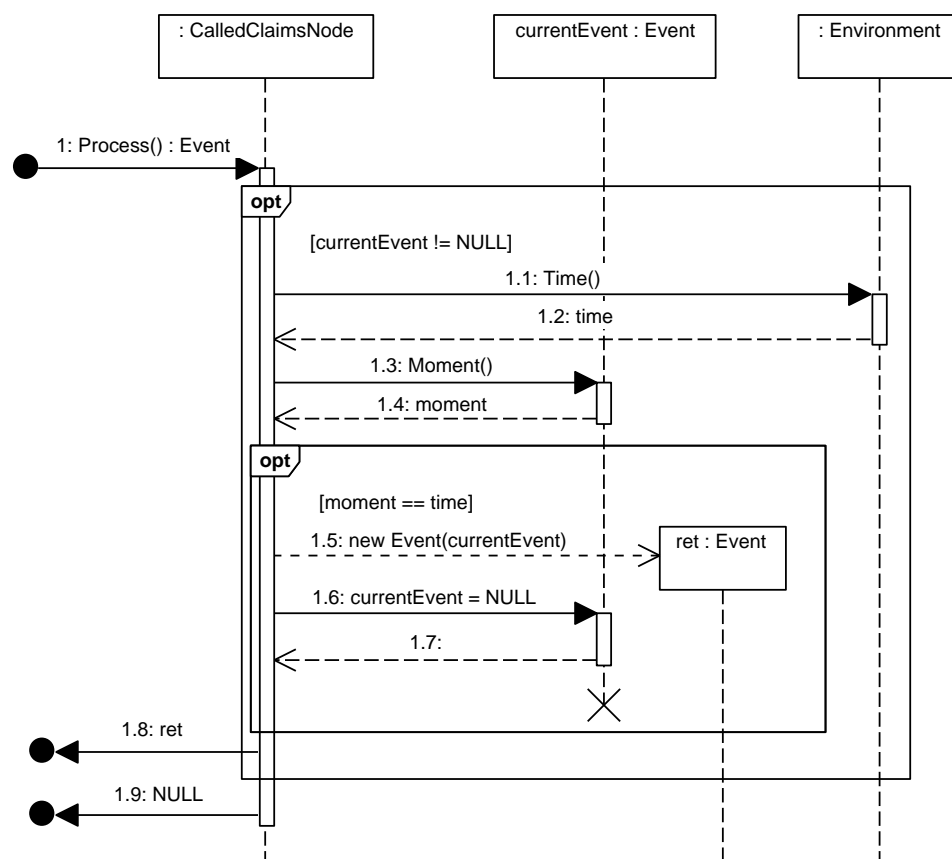 : CalledClaimsNode
currentEvent : Event
: Environment
1: Process() : Event
opt
[currentEvent != NULL]
1.1: Time()
1.2: time
1.3: Moment()
1.4: moment
opt
[moment == time]
1.5: new Event(currentEvent)
ret : Event
1.6: currentEvent = NULL
1.7:
1.8: ret
1.9: NULL